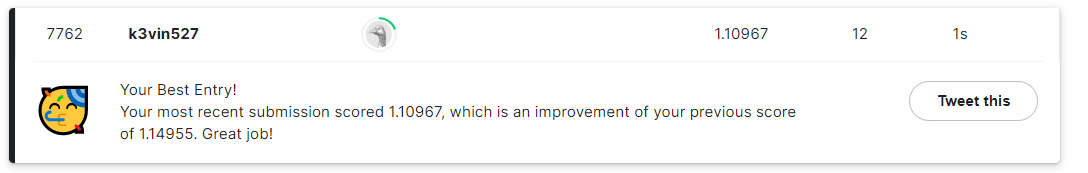 7762 k3vin527 1.10967 12 1s
Your Best Entry!
Your most recent submission scored 1.10967, which is an improvement of your previous score
of 1.14955. Great job!
Tweet this